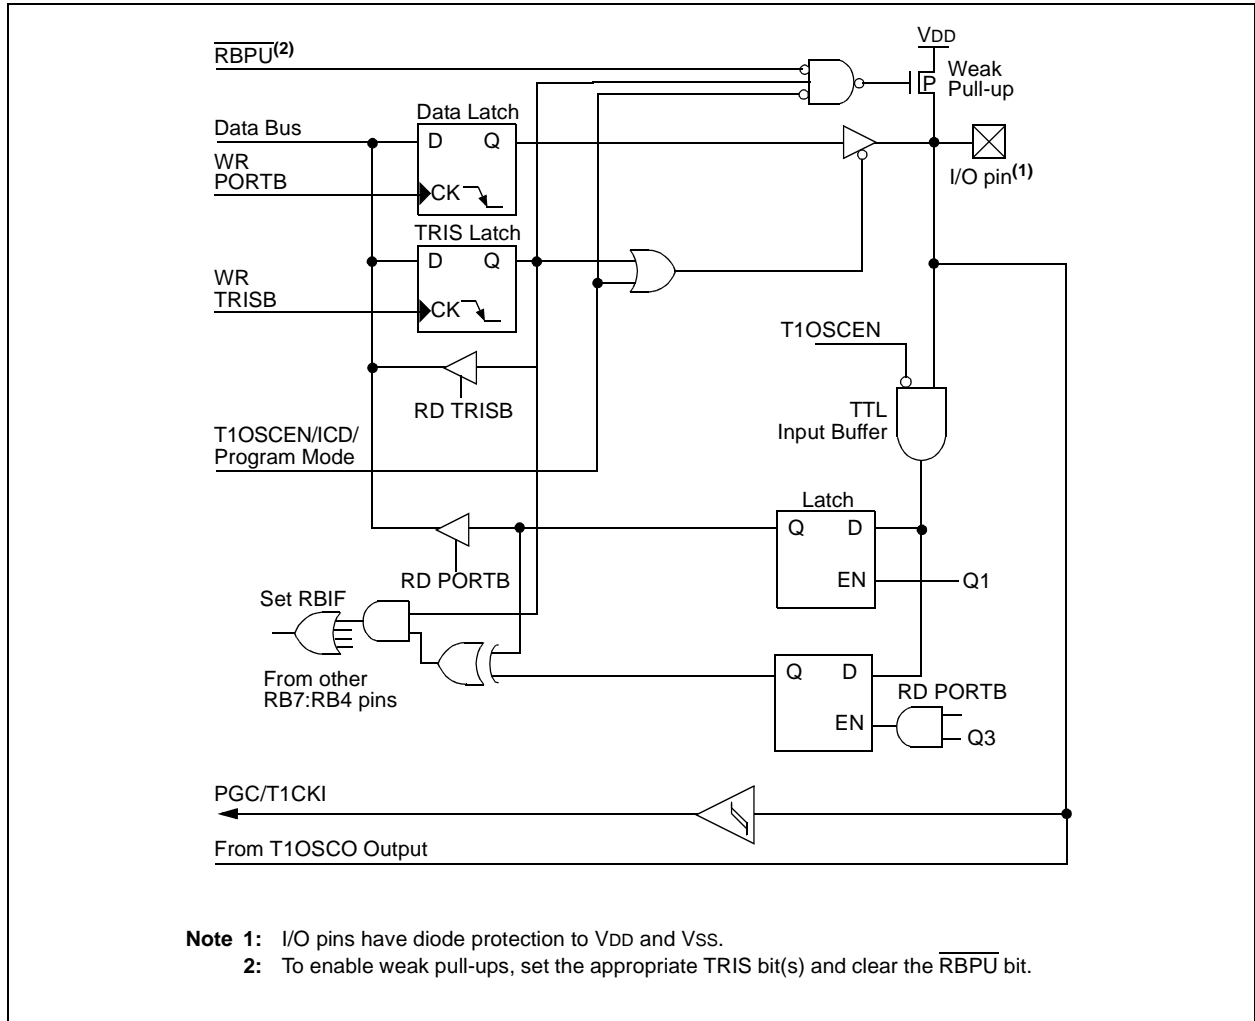 RBPU(2)
VDD
Weak
Pull-up
P
Data Latch
Data Bus
D Q
WR
PORTB
CK
I/O pin(1)
TRIS Latch
D Q
WR
TRISB
CK
T1OSCEN
RD TRISB
TTL
Input Buffer
T1OSCEN/ICD/
Program Mode
Latch
Q D
EN
Q1
RD PORTB
Set RBIF
From other
RB7:RB4 pins
Q D
RD PORTB
EN
Q3
PGC/T1CKI
From T1OSCO Output
Note 1: I/O pins have diode protection to VDD and VSS.
2: To enable weak pull-ups, set the appropriate TRIS bit(s) and clear the RBPU bit.